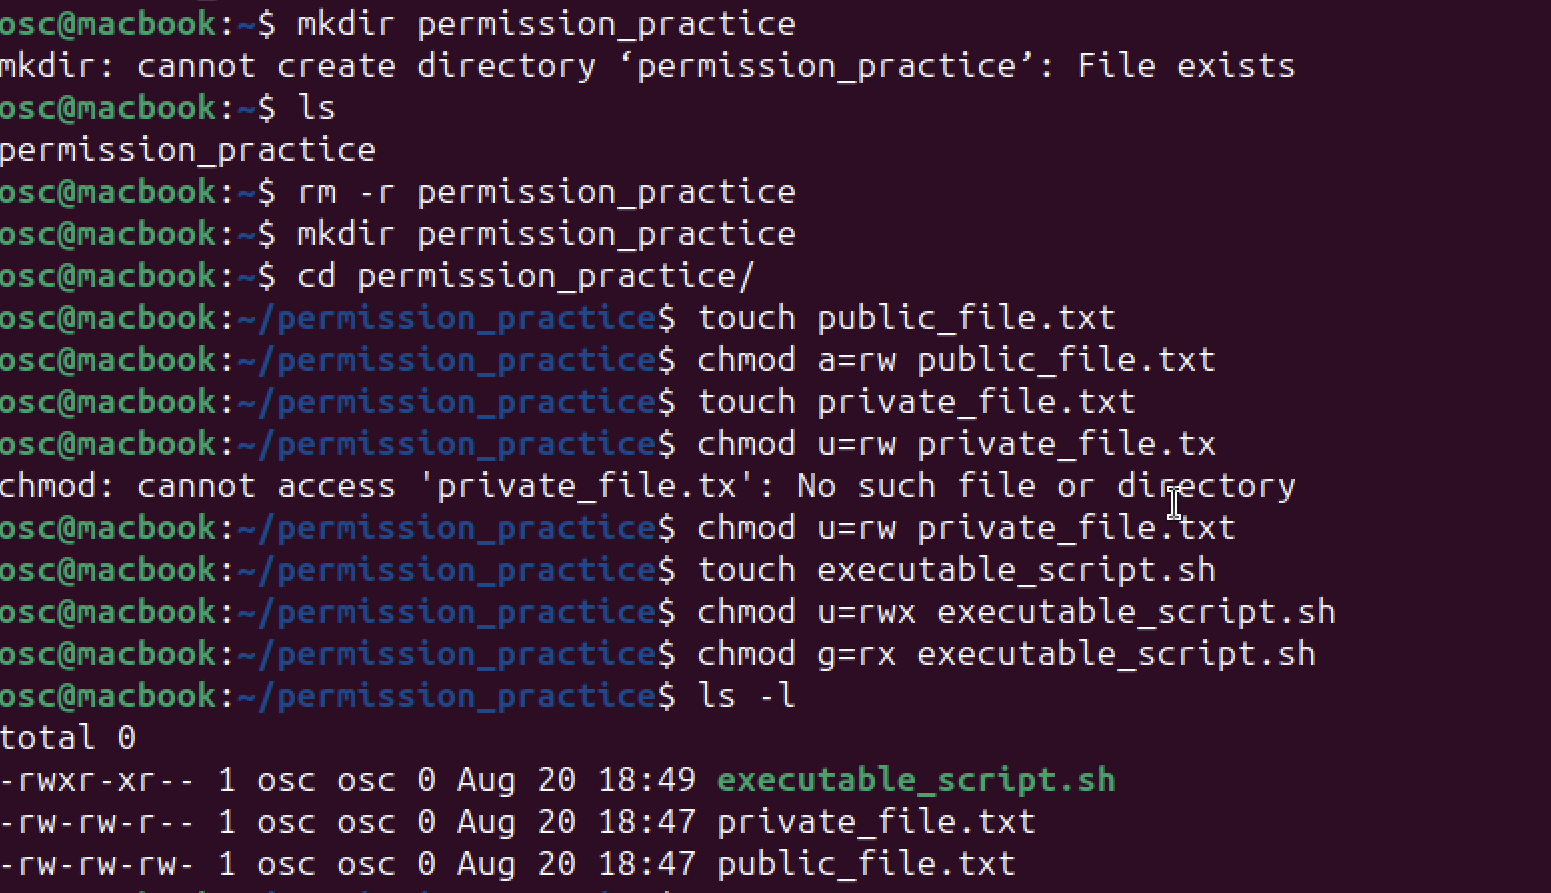 osc@macbook:~$ mkdir permission_practice
mkdir: cannot create directory ‘permission_practice’: File exists
osc@macbook:~$ ls
permission_practice
osc@macbook:~$ rm -r permission_practice
osc@macbook:~$ mkdir permission_practice
osc@macbook:~$ cd permission_practice/
osc@macbook:~/permission_practice$ touch public_file.txt
osc@macbook:~/permission_practice$ chmod a=rw public_file.txt
osc@macbook:~/permission_practice$ touch private_file.txt
osc@macbook:~/permission_practice$ chmod u=rw private_file.tx
chmod: cannot access 'private_file.tx': No such file or directory
osc@macbook:~/permission_practice$ chmod u=rw private_file.txt
osc@macbook:~/permission_practice$ touch executable_script.sh
osc@macbook:~/permission_practice$ chmod u=rwx executable_script.sh
osc@macbook:~/permission_practice$ chmod g=rx executable_script.sh
osc@macbook:~/permission_practice$ ls -l
total 0
-rwxr-xr-- 1 osc osc 0 Aug 20 18:49 executable_script.sh
-rw-rw-r-- 1 osc osc 0 Aug 20 18:47 private_file.txt
-rw-rw-rw- 1 osc osc 0 Aug 20 18:47 public_file.txt